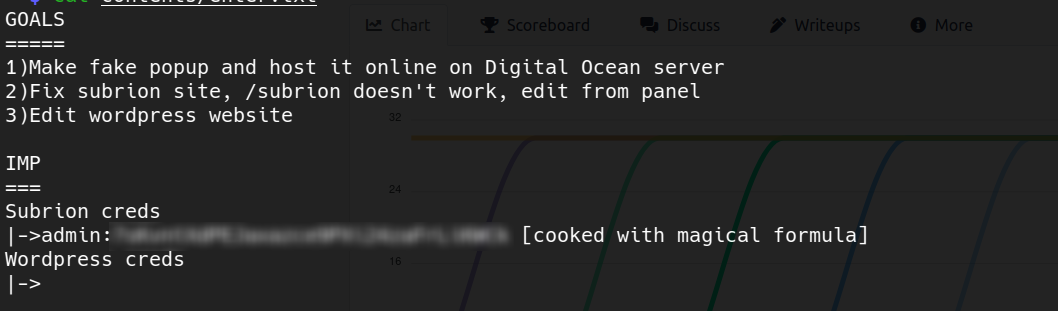 GOALS
=====
1)Make fake popup and host it online on Digital Ocean server
2)Fix subrion site, /subrion doesn't work, edit from panel
3)Edit wordpress website
IMP
===
Subrion creds
|->admin: [cooked with magical formula]
Wordpress creds
|->
Chart
Scoreboard
Discuss
Writeups
More
32
24
16